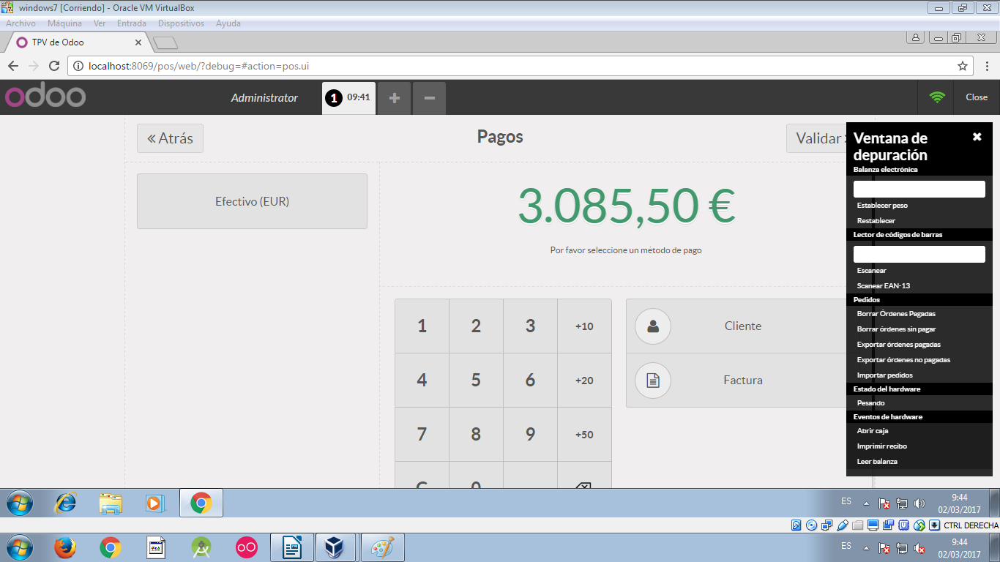 windows7 [Corriendo] - Oracle VM VirtualBox
Archivo Máquina Ver Entrada Dispositivos Ayuda
TPV de Odoo
localhost:8069/pos/web/?debug=#action=pos.ui
odoo
Administrator
1 09:41
+
−
Close
Atrás
Pagos
Validar
Efectivo (EUR)
3.085,50 €
Por favor seleccione un método de pago
1 2 3 +10
4 5 6 +20
7 8 9 +50
C 0
Cliente
Factura
Ventana de
depuración
Balanza electrónica
Establecer peso
Restablecer
Lector de códigos de barras
Escanear
Scanear EAN-13
Pedidos
Borrar Órdenes Pagadas
Borrar órdenes sin pagar
Exportar órdenes pagadas
Exportar órdenes no pagadas
Importar pedidos
Estado del hardware
Pesando
Eventos de hardware
Abrir caja
Imprimir recibo
Leer balanza
ES
9:44
02/03/2017
CTRL DERECHA
ES
9:44
02/03/2017